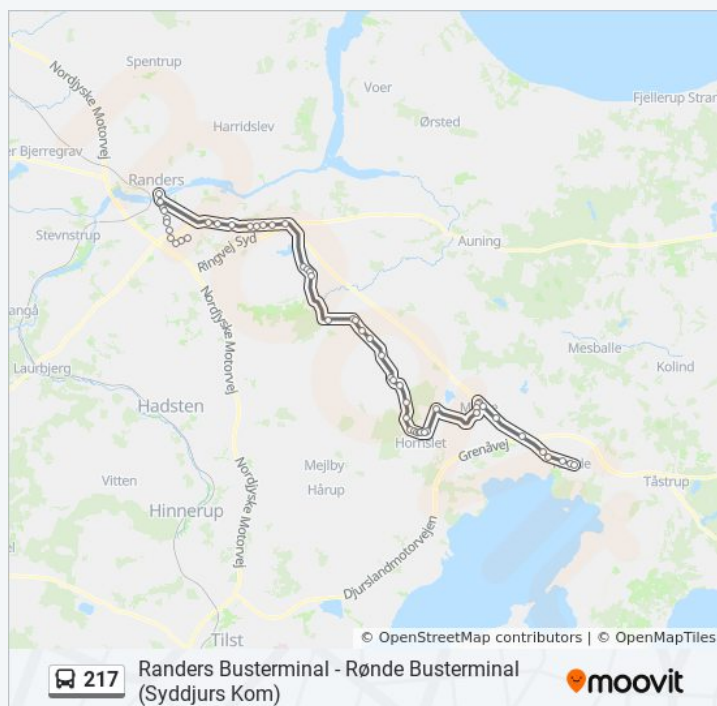 Spentrup
Nordjyske Motorvej
Voer
Fjellerup Stran
Ørsted
Harridslev
er Bjerregrav
Randers
Stevnstrup
Auning
Ringvej Syd
Nordjyske Motorvej
Mesballe
Kolind
Laurbjerg
Hadsten
Hornslet
Grenåvej
Tåstrup
Mejlby
Vitten
Hårup
Hinnerup
Nordjyske Motorvej
Djurslandmotorvejen
Tilst
© OpenStreetMap contributors | © OpenMapTiles
217
Randers Busterminal - Rønde Busterminal
(Syddjurs Kom)
moovit